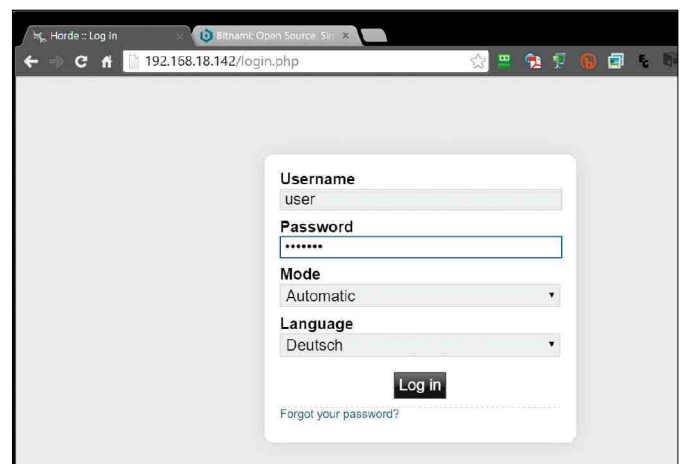 Horde :: Log in
Bitnami: Open Source. Sin
192.168.18.142/login.php
Username
user
Password
•••••••
Mode
Automatic
Language
Deutsch
Log in
Forgot your password?